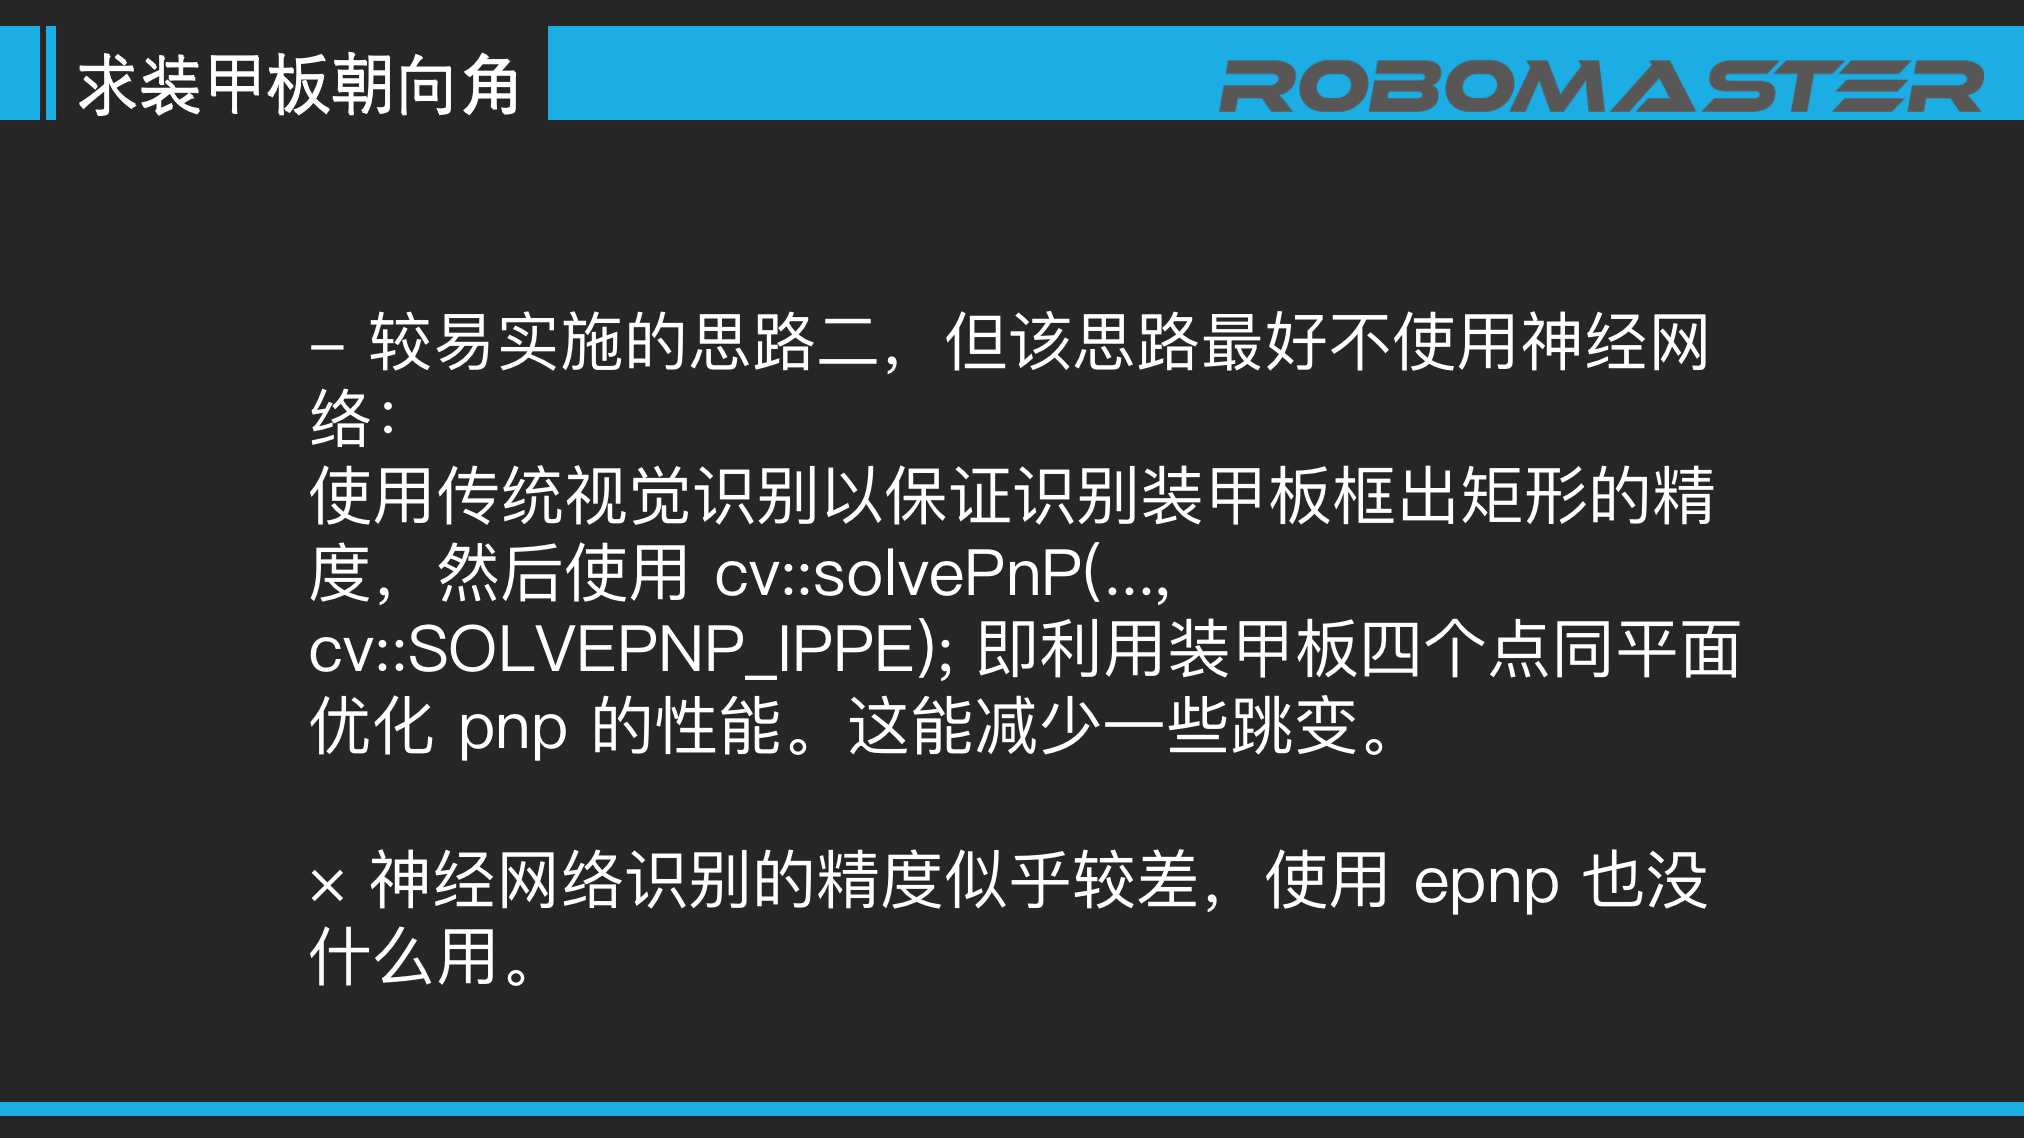 求装甲板朝向角
ROBOMASTER
– 较易实施的思路二，但该思路最好不使用神经网
络：
使用传统视觉识别以保证识别装甲板框出矩形的精
度，然后使用 cv::solvePnP(...,
cv::SOLVEPNP_IPPE); 即利用装甲板四个点同平面
优化 pnp 的性能。这能减少一些跳变。
× 神经网络识别的精度似乎较差，使用 epnp 也没
什么用。